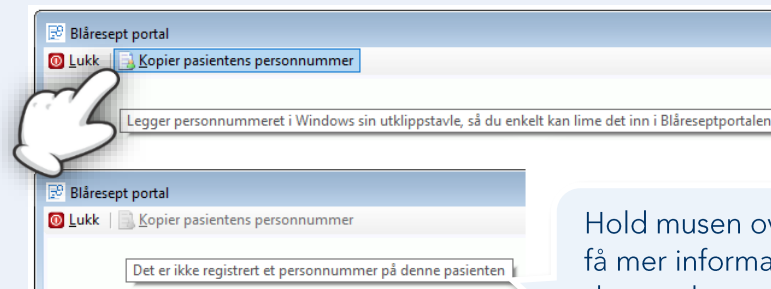 Blåresept portal
Lukk Kopier pasientens personnummer
Legger personnummeret i Windows sin utklippstavle, så du enkelt kan lime det inn i Blåreseptportalen
Blåresept portal
Lukk Kopier pasientens personnummer
Det er ikke registrert et personnummer på denne pasienten
Hold musen
få mer